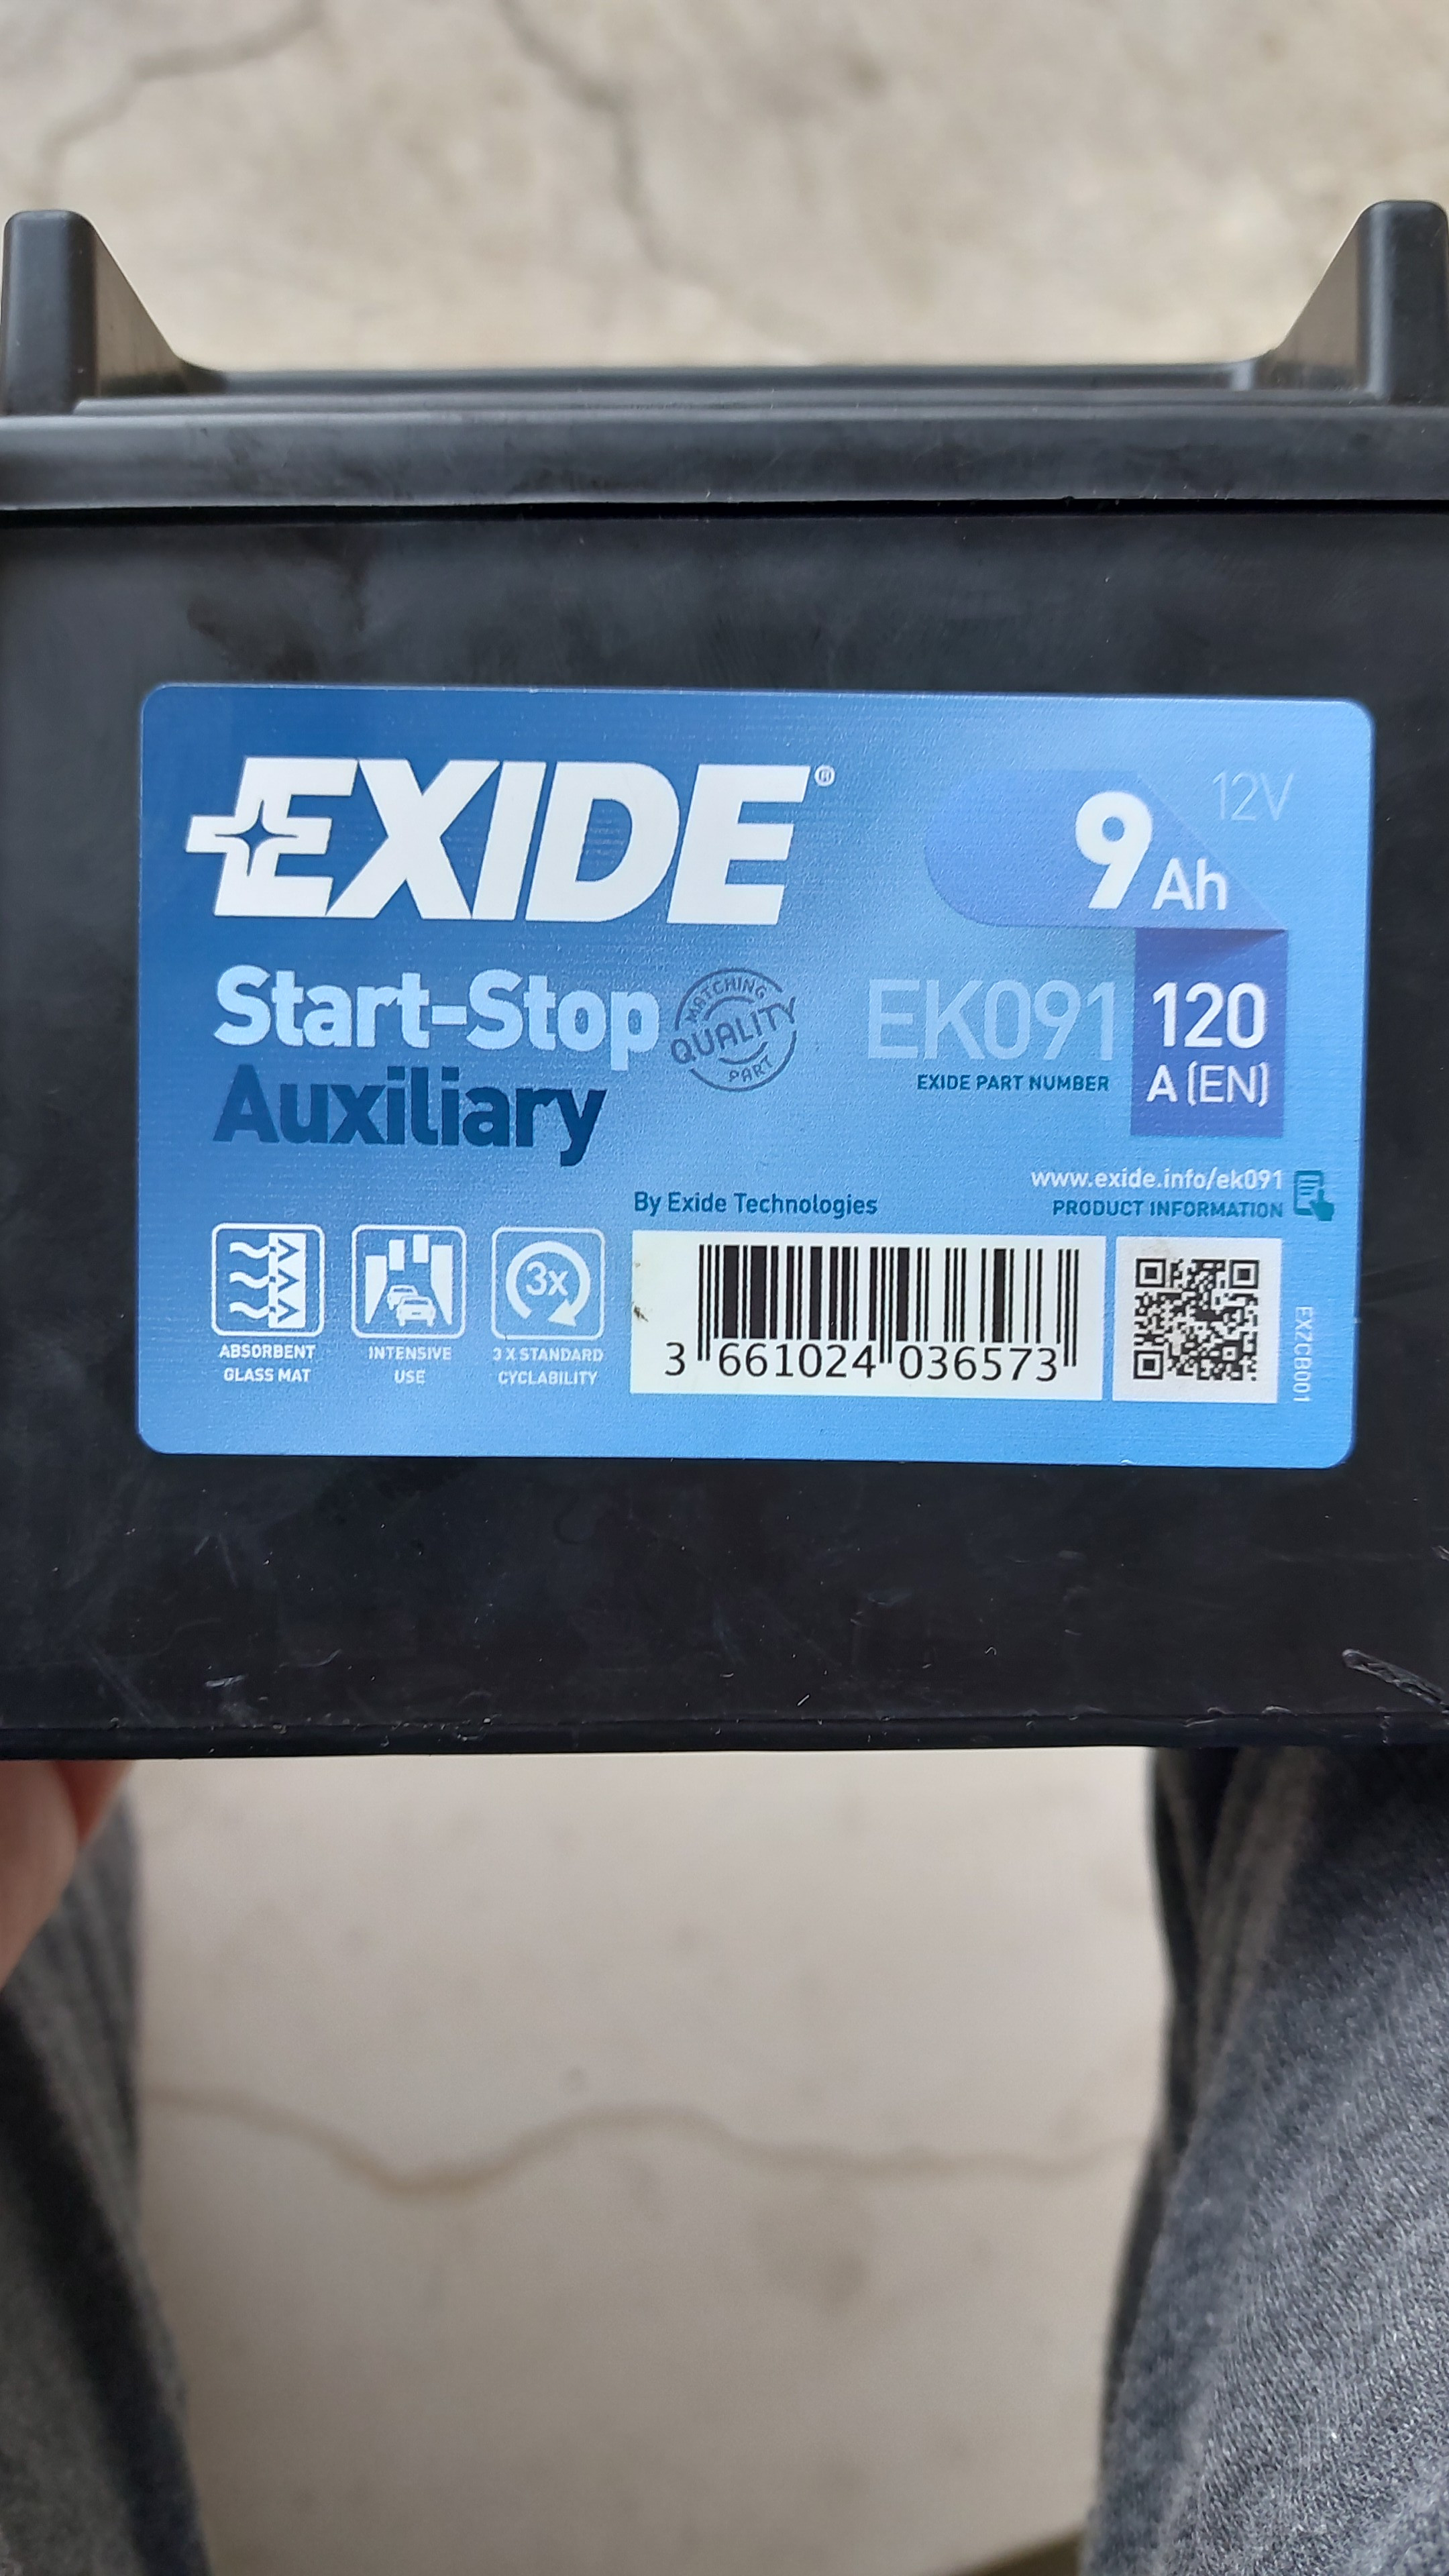 EXIDE®
12V
9 Ah
Start-Stop
Auxiliary
MATCHING
QUALITY
PART
EK091
EXIDE PART NUMBER
120
A (EN)
www.exide.info/ek091
PRODUCT INFORMATION
By Exide Technologies
3x
ABSORBENT
GLASS MAT
INTENSIVE
USE
3 X STANDARD
CYCLABILITY
3 661024 036573
EXZCB001